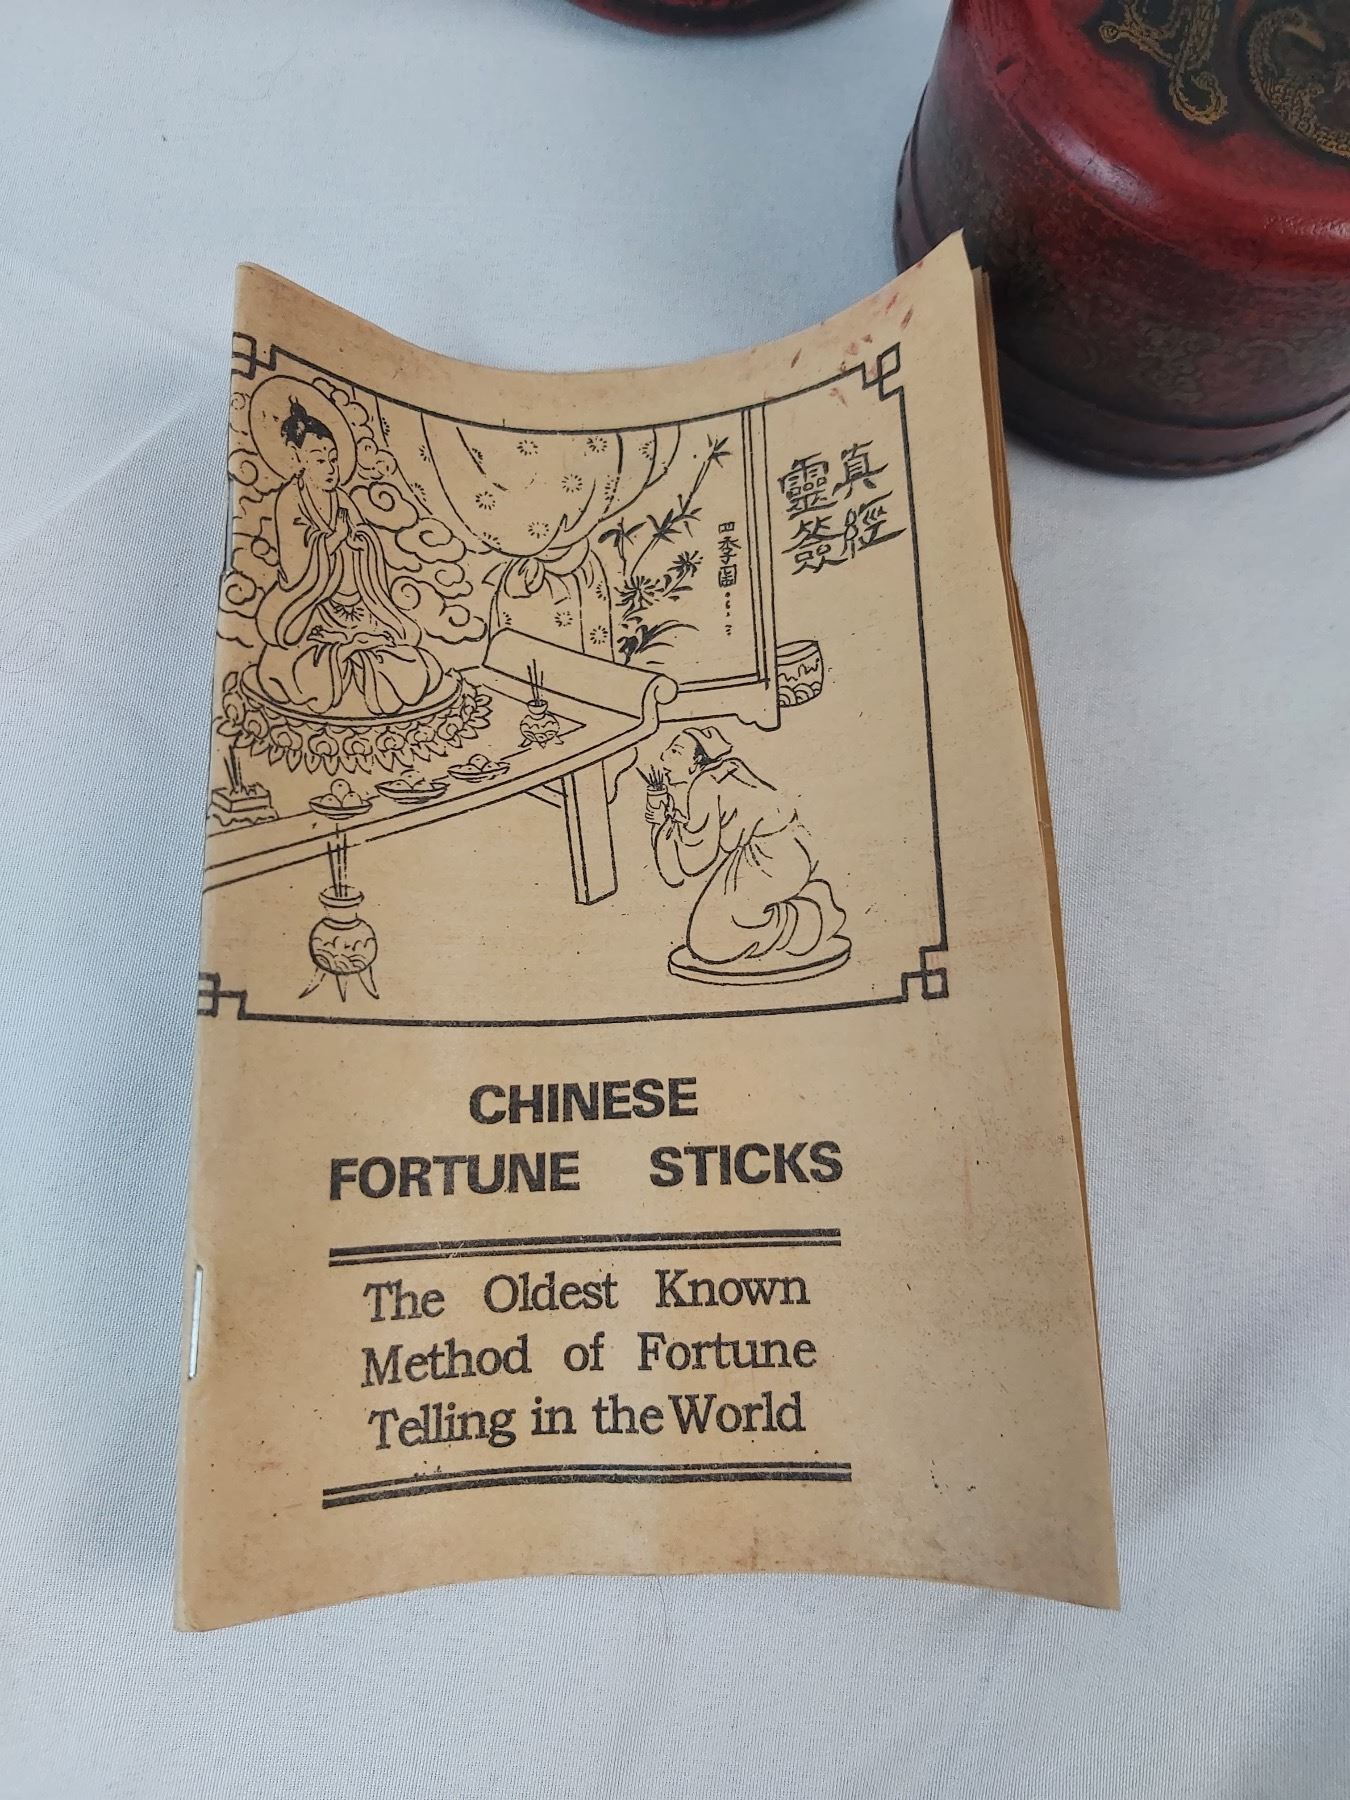 真經
靈簽
四季圖
CHINESE
FORTUNE STICKS
The Oldest Known
Method of Fortune
Telling in the World